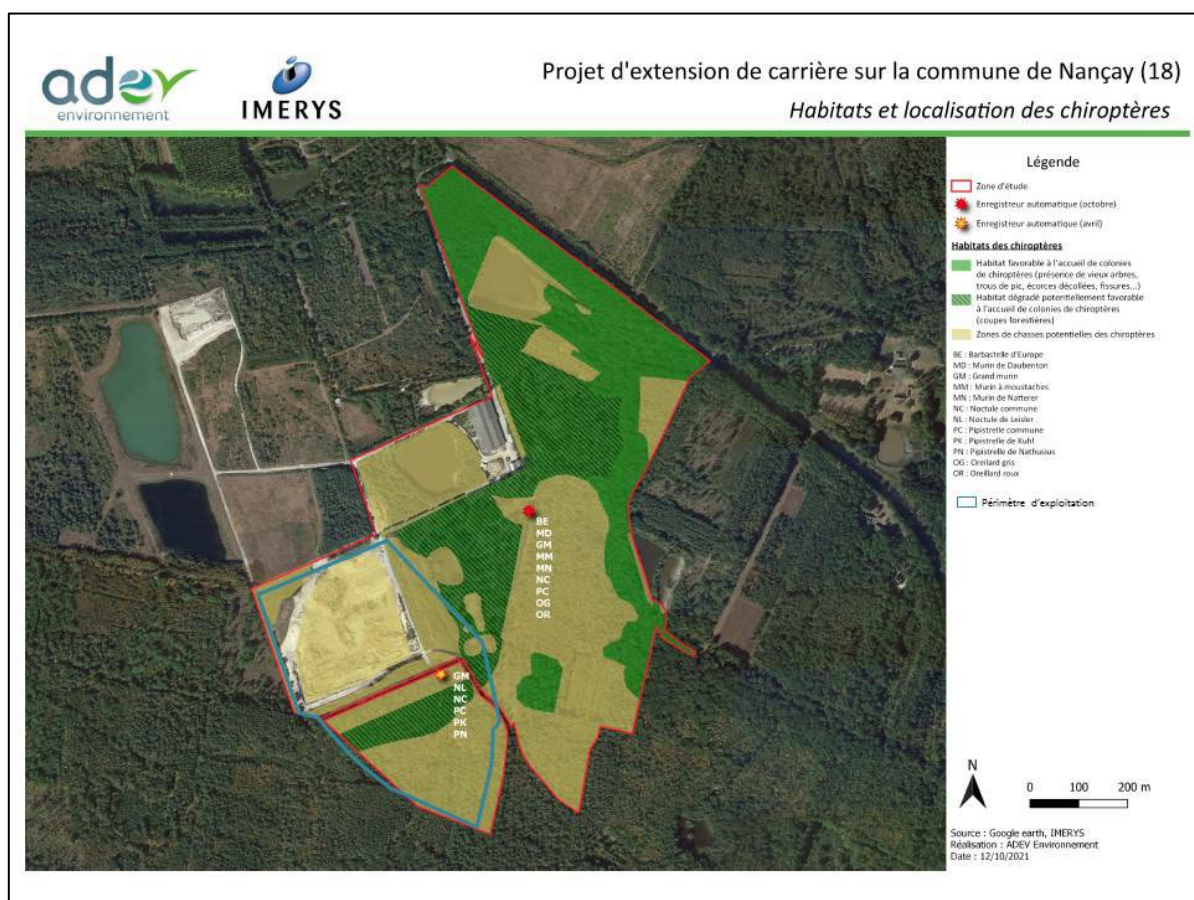 adev
environnement
IMERYS
Projet d'extension de carrière sur la commune de Nançay (18)
Habitats et localisation des chiroptères
Légende
Zone d'étude
Enregistreur automatique (octobre)
Enregistreur automatique (avril)
Habitats des chiroptères
Habitat favorable à l'accueil de colonies
de chiroptères (présence de vieux arbres,
trous de pic, écorces décollées, fissures...)
Habitat dégradé potentiellement favorable
à l'accueil de colonies de chiroptères
(coupes forestières)
Zones de chasses potentielles des chiroptères
BE : Barbastelle d'Europe
MD : Murin de Daubenton
GM : Grand murin
MM : Murin à moustaches
MN : Murin de Natterer
NC : Noctule commune
NL : Noctule de Leisler
PC : Pipistrelle commune
PK : Pipistrelle de Kuhl
PN : Pipistrelle de Nathusius
OG : Oreillard gris
OR : Oreillard roux
Périmètre d'exploitation
BE
MD
GM
MM
MN
NC
PC
OG
OR
GM
NL
NC
PC
PK
PN
N
0 100 200 m
Source : Google earth, IMERYS
Réalisation : ADEV Environnement
Date : 12/10/2021